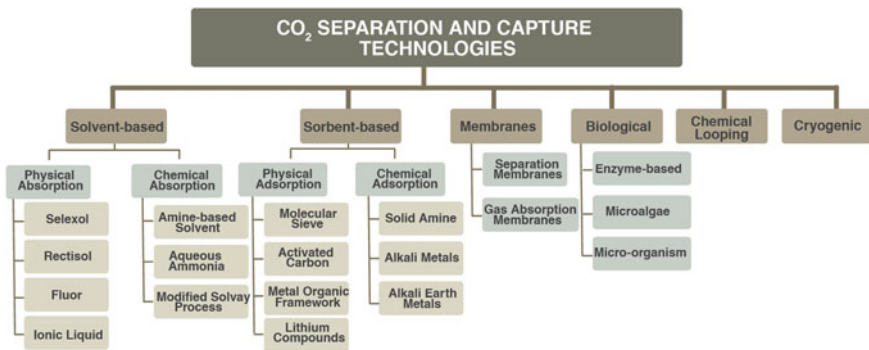 CO₂ SEPARATION AND CAPTURE
TECHNOLOGIES
Solvent-based
Sorbent-based
Membranes
Biological
Chemical
Looping
Cryogenic
Physical
Absorption
Chemical
Absorption
Physical
Adsorption
Chemical
Adsorption
Separation
Membranes
Gas Absorption
Membranes
Enzyme-based
Microalgae
Micro-organism
Selexol
Rectisol
Fluor
Ionic Liquid
Amine-based
Solvent
Aqueous
Ammonia
Modified Solvay
Process
Molecular
Sieve
Activated
Carbon
Metal Organic
Framework
Lithium
Compounds
Solid Amine
Alkali Metals
Alkali Earth
Metals